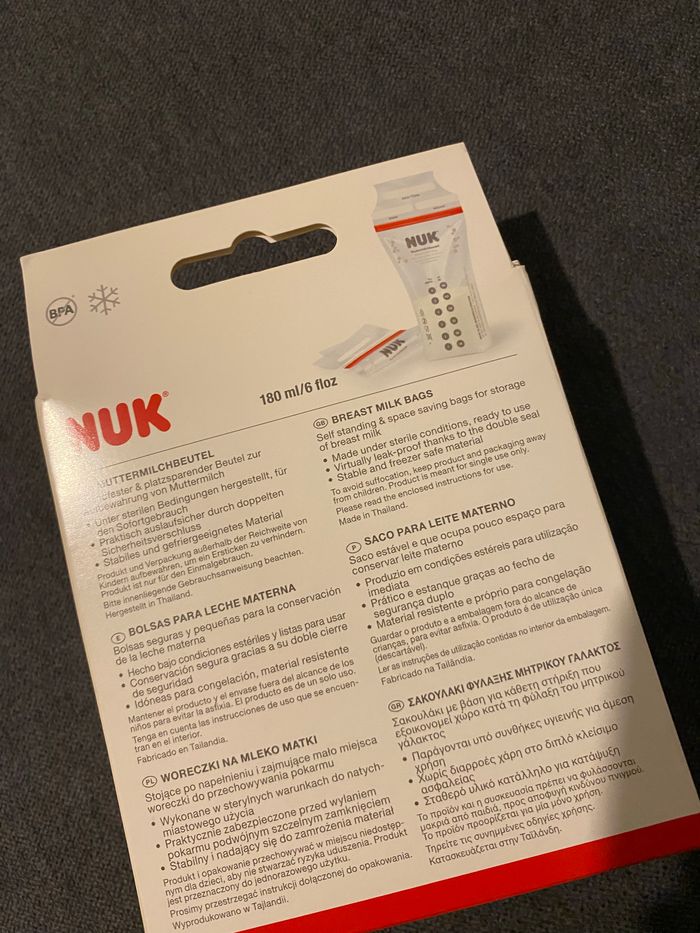 BPA
NUK
NUK
NUK
180 ml/6 floz
MUTTERMILCHBEUTEL
& platzsparender Beutel zur
Aufbewahrung von Muttermilch
• Unter sterilen Bedingungen hergestellt, für
den Sofortgebrauch
• Praktisch auslaufsicher durch doppelten
Sicherheitsverschluss
• Stabiles und gefriergeeignetes Material
Produkt und Verpackung außerhalb der Reichweite von
Kindern aufbewahren, um ein Ersticken zu verhindern.
Produkt ist nur für den Einmalgebrauch.
Bitte innenliegende Gebrauchsanweisung beachten.
Hergestellt in Thailand.
E BOLSAS PARA LECHE MATERNA
Bolsas seguras y pequeñas para la conservación
de la leche materna
• Hecho bajo condiciones estériles y listas para usar
• Conservación segura gracias a su doble cierre
de seguridad
• Idóneas para congelación, material resistente
Mantener el producto y el envase fuera del alcance de los
niños para evitar la asfixia. El producto es de un solo uso.
Tenga en cuenta las instrucciones de uso que se encuen-
tran en el interior.
Fabricado en Tailandia.
PL WORECZKI NA MLEKO MATKI
Stojące po napełnieniu i zajmujące mało miejsca
woreczki do przechowywania pokarmu
• Wykonane w sterylnych warunkach do natych-
miastowego użycia
• Praktycznie zabezpieczone przed wylaniem
pokarmu podwójnym szczelnym zamknięciem
• Stabilny i nadający się do zamrożenia materiał
Produkt i opakowanie przechowywać w miejscu niedostęp-
nym dla dzieci, aby nie stwarzać ryzyka uduszenia. Produkt
jest przeznaczony do jednorazowego użytku.
Prosimy przestrzegać instrukcji dołączonej do opakowania.
Wyprodukowano w Tajlandii.
GB BREAST MILK BAGS
Self standing & space saving bags for storage
of breast milk
• Made under sterile conditions, ready to use
• Virtually leak-proof thanks to the double seal
• Stable and freezer safe material
To avoid suffocation, keep product and packaging away
from children. Product is meant for single use only.
Please read the enclosed instructions for use.
Made in Thailand.
P SACO PARA LEITE MATERNO
Saco estável e que ocupa pouco espaço para
conservar leite materno
• Produzio em condições estéreis para utilização
imediata
• Prático e estanque graças ao fecho de
segurança duplo
• Material resistente e próprio para congelação
Guardar o produto e a embalagem fora do alcance de
crianças, para evitar asfixia. O produto é de utilização única
(descartável).
Ler as instruções de utilização contidas no interior da embalagem.
Fabricado na Tailândia.
GR ΣΑΚΟΥΛΑΚΙ ΦΥΛΑΞΗΣ ΜΗΤΡΙΚΟΥ ΓΑΛΑΚΤΟΣ
Σακουλάκι με βάση για κάθετη στήριξη που
εξοικονομεί χώρο κατά τη φύλαξη του μητρικού
γάλακτος
• Παράγονται υπό συνθήκες υγιεινής για άμεση
χρήση
• Χωρίς διαρροές χάρη στο διπλό κλείσιμο
ασφαλείας
• Σταθερό υλικό κατάλληλο για κατάψυξη
Το προϊόν και η συσκευασία πρέπει να φυλάσσονται
μακριά από παιδιά, προς αποφυγή κινδύνου πνιγμού.
Το προϊόν προορίζεται για μία μόνο χρήση.
Τηρείτε τις συνημμένες οδηγίες χρήσης.
Κατασκευάζεται στην Ταϊλάνδη.